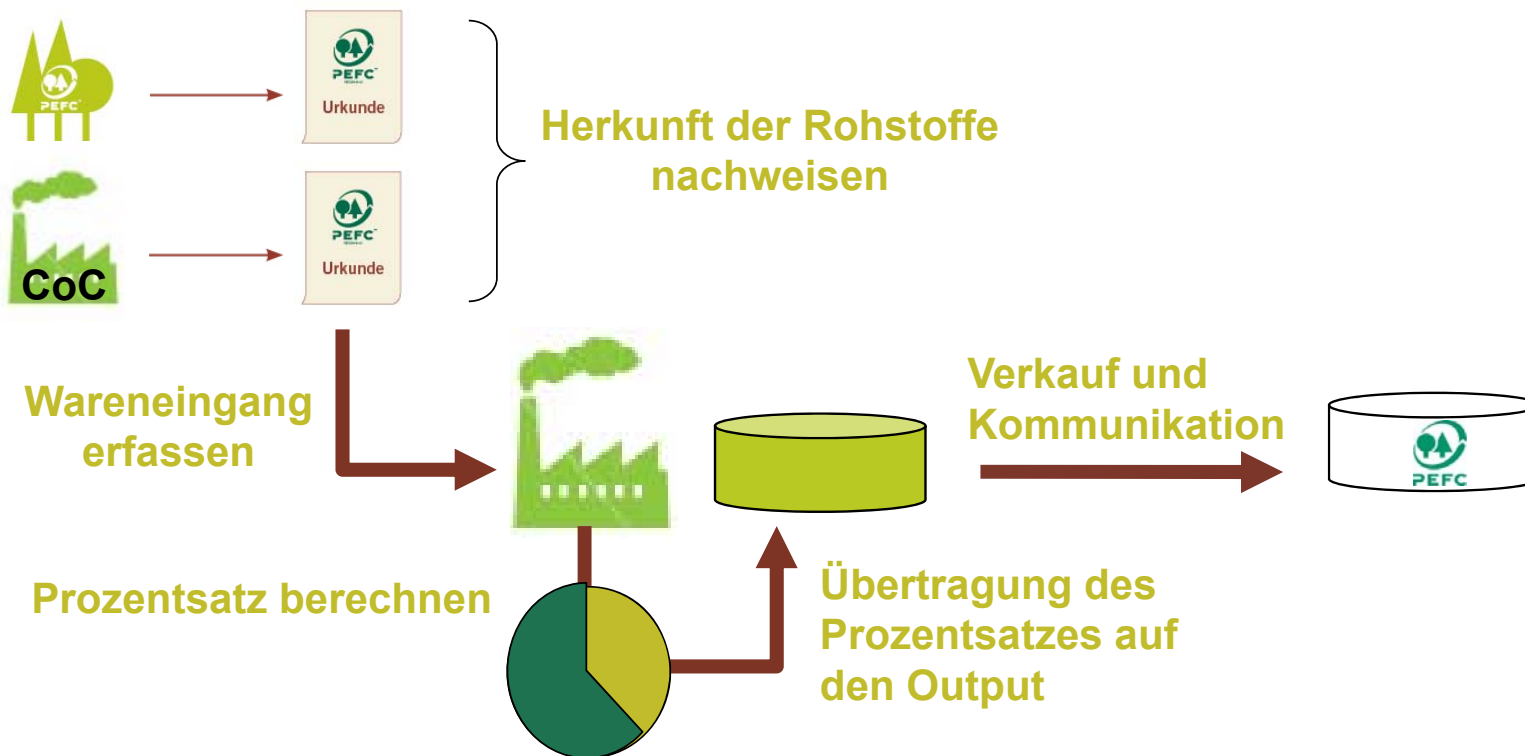 PEFC
PEFC
Urkunde
Herkunft der Rohstoffe
nachweisen
CoC
PEFC
Urkunde
Wareneingang
erfassen
Verkauf und
Kommunikation
PEFC
Prozentsatz berechnen
Übertragung des
Prozentsatzes auf
den Output